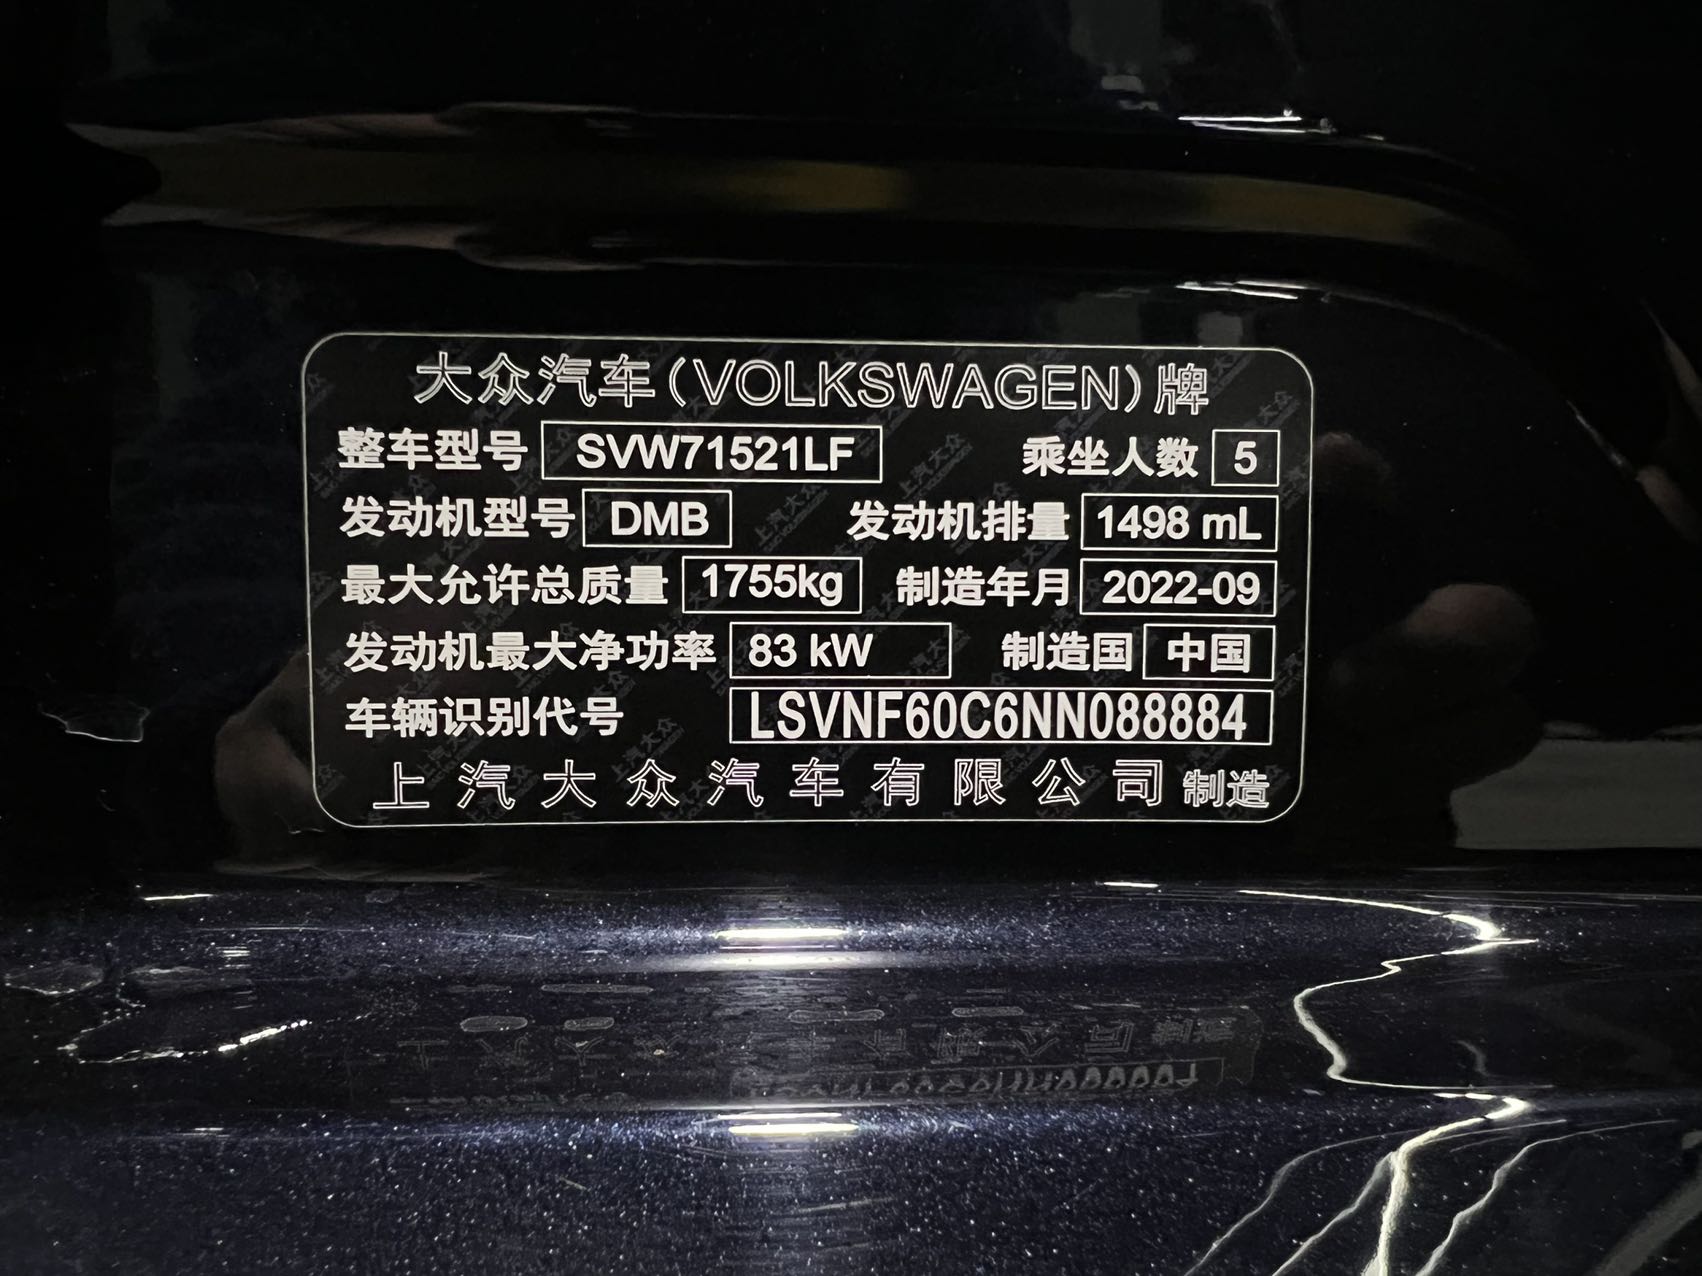 大众汽车(VOLKSWAGEN)牌
整车型号 SVW71521LF 乘坐人数 5
发动机型号 DMB 发动机排量 1498 mL
最大允许总质量 1755kg 制造年月 2022-09
发动机最大净功率 83 kW 制造国 中国
车辆识别代号 LSVNF60C6NN088884
上汽大众汽车有限公司 制造